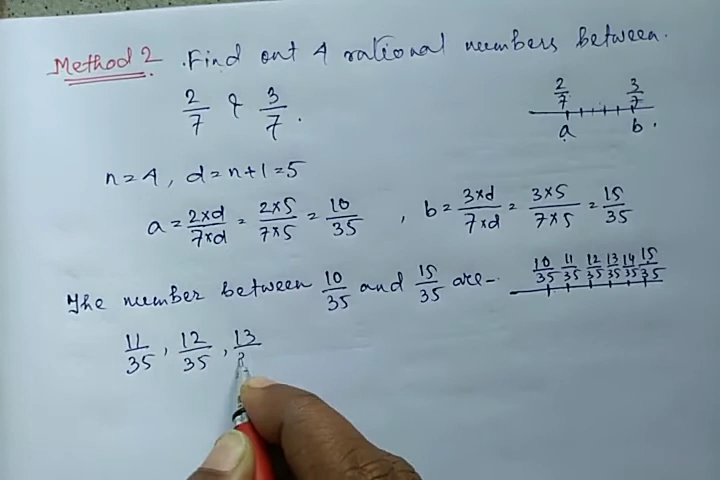 Method 2. Find out 4 rational numbers between.
2/7 & 3/7.
2/7 3/7
a b.
n=4, d=n+1=5
a = 2×d/7×d = 2×5/7×5 = 10/35, b = 3×d/7×d = 3×5/7×5 = 15/35
10/35 11/35 12/35 13/35 14/35 15/35
The number between 10/35 and 15/35 are-
11/35, 12/35, 13/